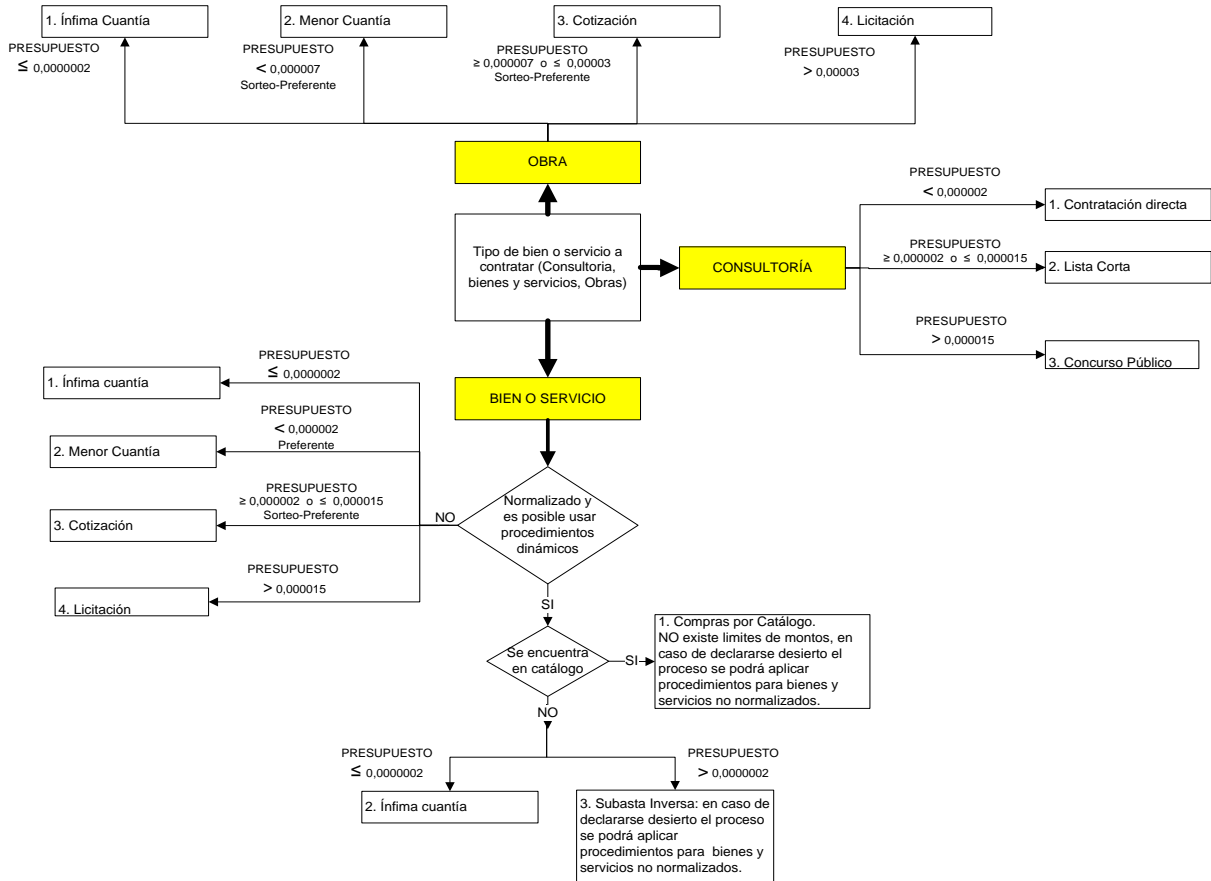 1. Ínfima Cuantía
2. Menor Cuantía
3. Cotización
4. Licitación
PRESUPUESTO
≤ 0,0000002
PRESUPUESTO
< 0,000007
Sorteo-Preferente
PRESUPUESTO
≥ 0,000007 o ≤ 0,00003
Sorteo-Preferente
PRESUPUESTO
> 0,00003
OBRA
Tipo de bien o servicio a
contratar (Consultoria,
bienes y servicios, Obras)
CONSULTORÍA
PRESUPUESTO
< 0,000002
1. Contratación directa
PRESUPUESTO
≥ 0,000002 o ≤ 0,000015
2. Lista Corta
PRESUPUESTO
> 0,000015
3. Concurso Público
BIEN O SERVICIO
PRESUPUESTO
≤ 0,0000002
1. Ínfima cuantía
PRESUPUESTO
< 0,000002
Preferente
2. Menor Cuantía
PRESUPUESTO
≥ 0,000002 o ≤ 0,000015
Sorteo-Preferente
3. Cotización
PRESUPUESTO
> 0,000015
4. Licitación
NO
Normalizado y
es posible usar
procedimientos
dinámicos
SI
Se encuentra
en catálogo
SI
1. Compras por Catálogo.
NO existe limites de montos, en
caso de declararse desierto el
proceso se podrá aplicar
procedimientos para bienes y
servicios no normalizados.
NO
PRESUPUESTO
≤ 0,0000002
2. Ínfima cuantía
PRESUPUESTO
> 0,0000002
3. Subasta Inversa: en caso de
declararse desierto el proceso
se podrá aplicar
procedimientos para bienes y
servicios no normalizados.